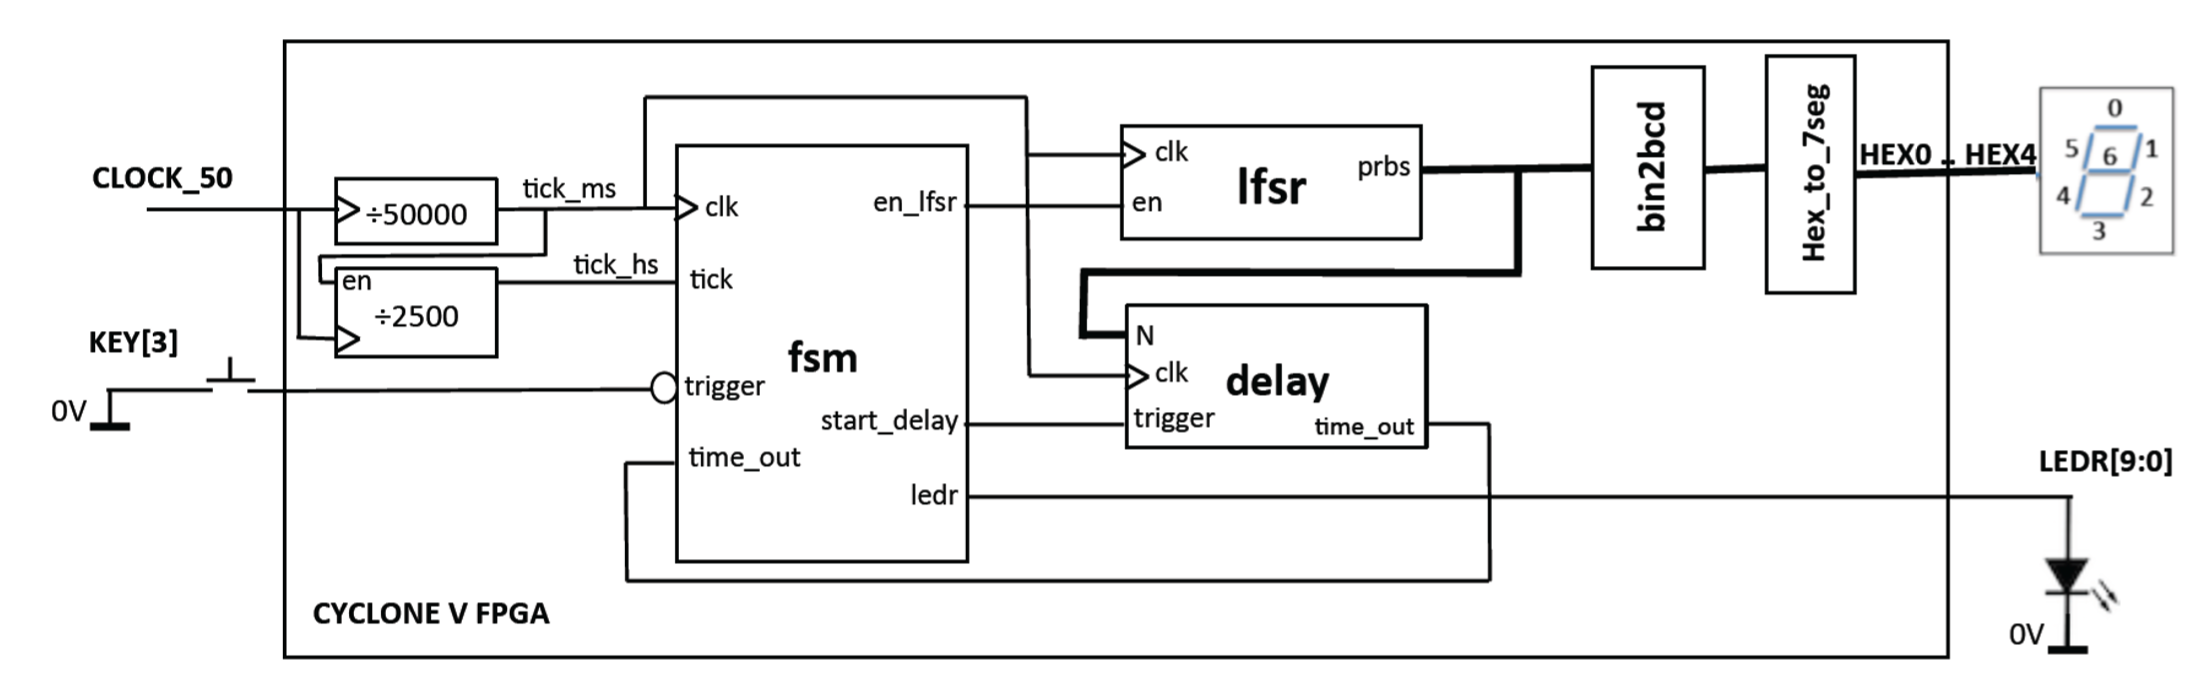 CLOCK_50
÷50000
tick_ms
en
÷2500
tick_hs
KEY[3]
0V
clk
tick
fsm
trigger
time_out
en_lfsr
start_delay
ledr
clk
en
lfsr
prbs
N
clk
delay
trigger
time_out
bin2bcd
Hex_to_7seg
HEX0 - HEX4
0
5
6
1
4
2
3
LEDR[9:0]
0V
CYCLONE V FPGA